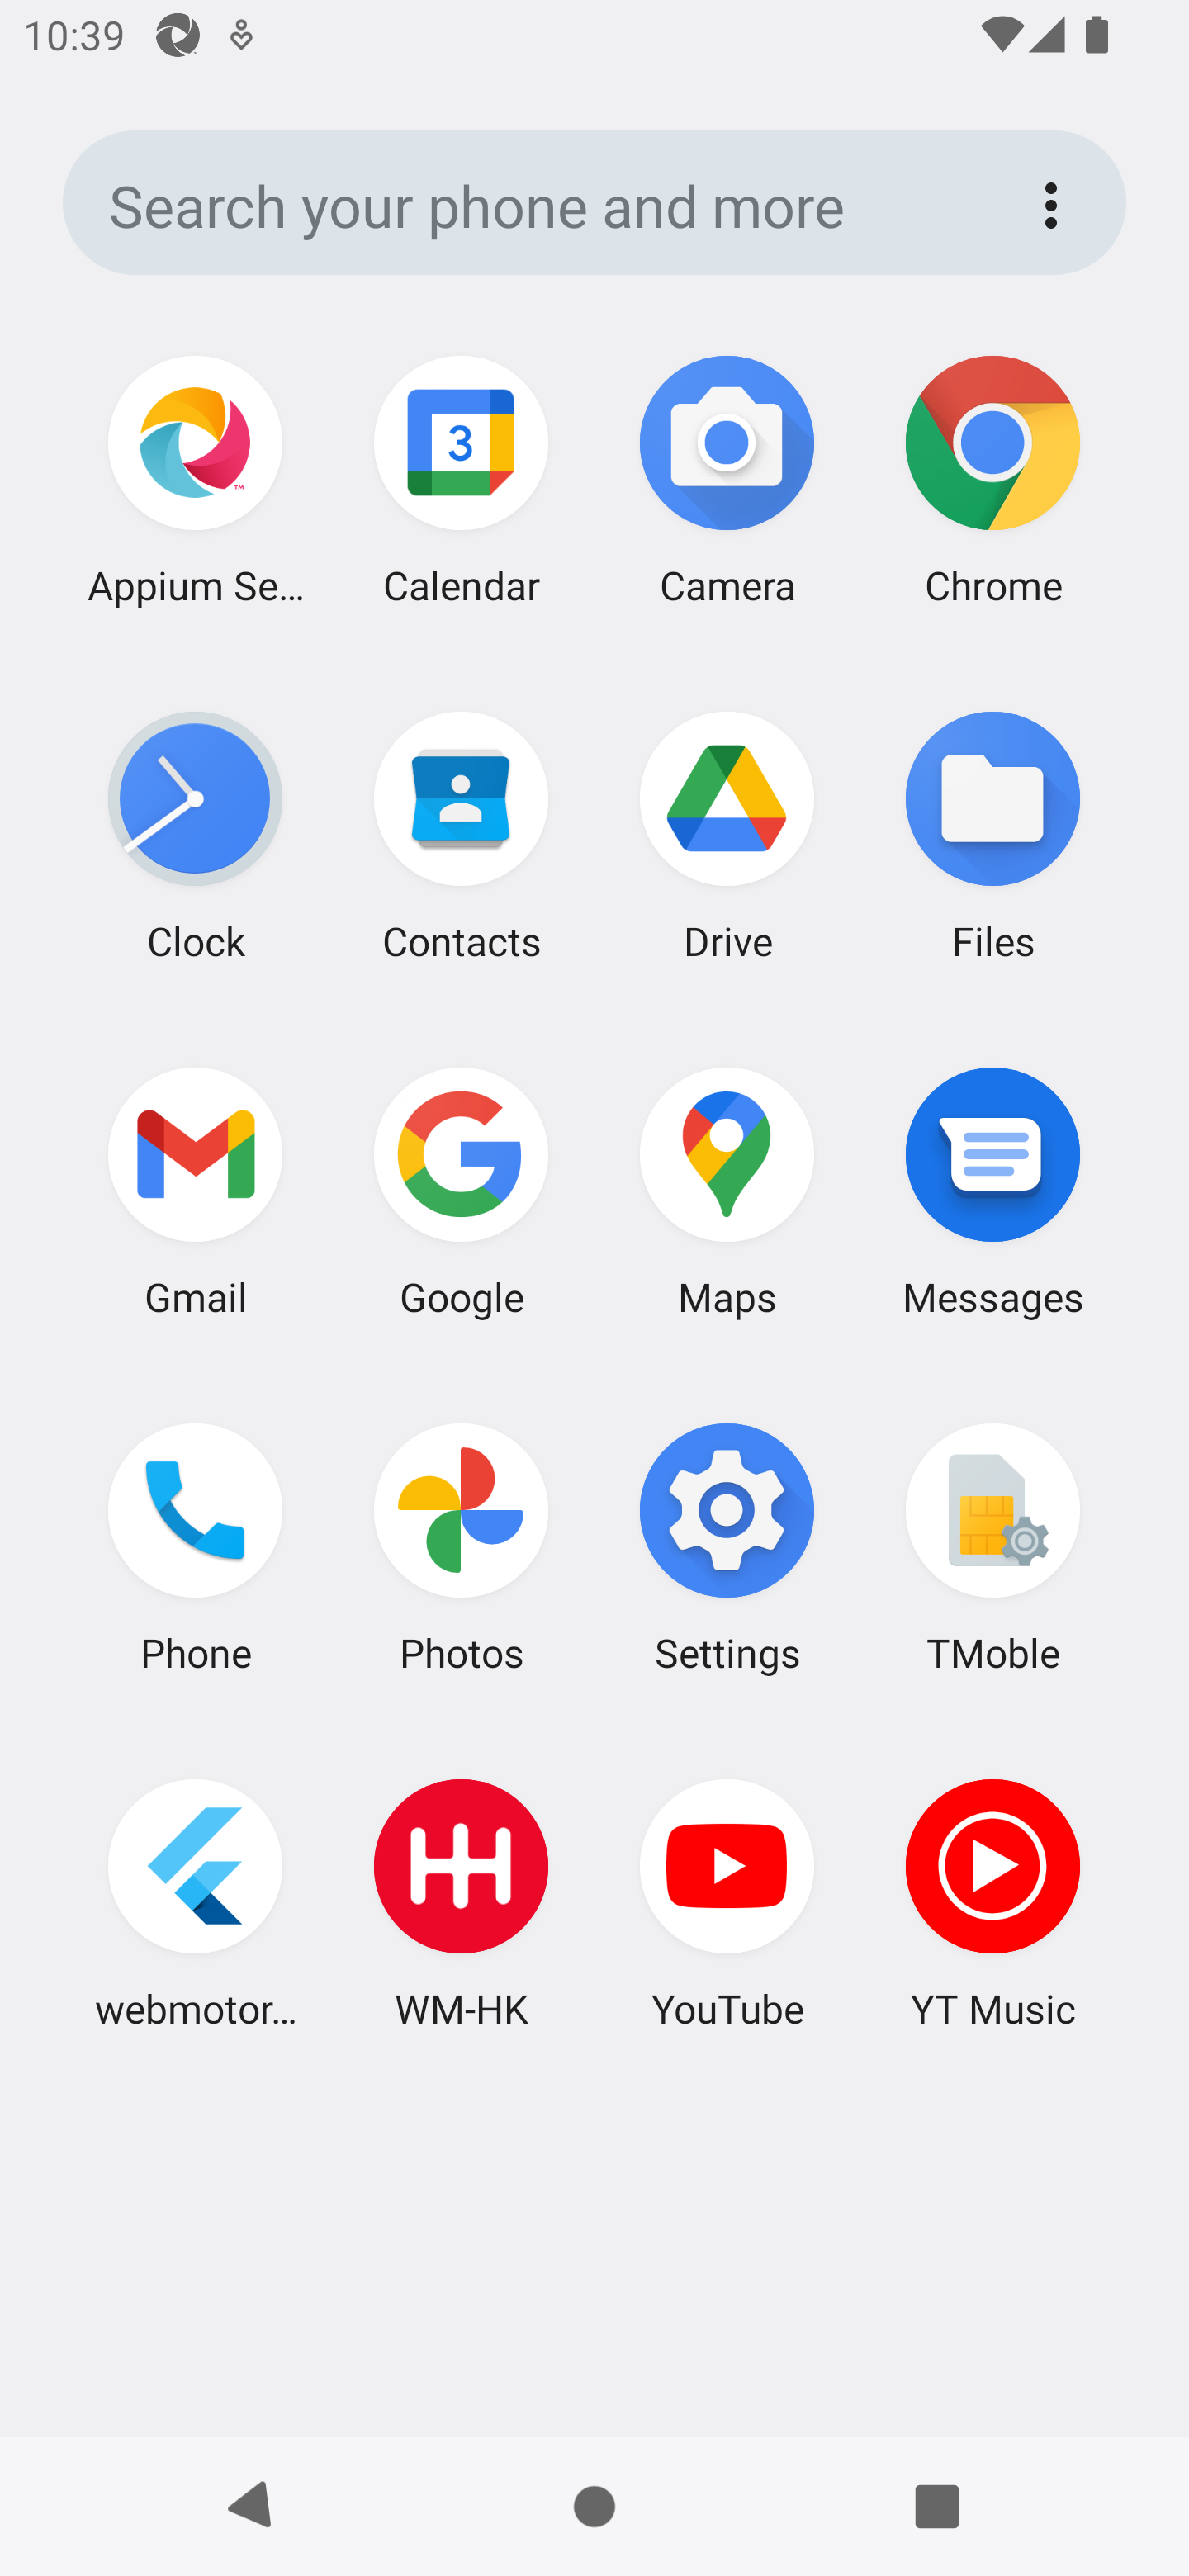 10:39
Search your phone and more
Appium Se... Calendar Camera Chrome
3
Clock Contacts Drive Files
Gmail Google Maps Messages
Phone Photos Settings TMoble
webmotor... WM-HK YouTube YT Music